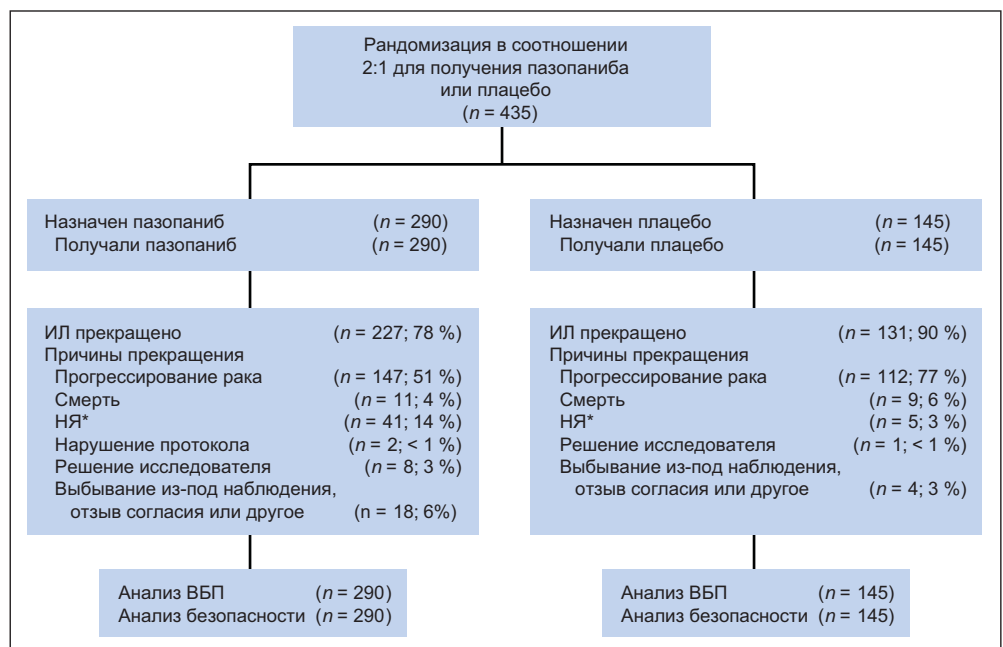 Рандомизация в соотношении
2:1 для получения пазопаниба
или плацебо
(n = 435)
Назначен пазопаниб (n = 290)
Получали пазопаниб (n = 290)
Назначен плацебо (n = 145)
Получали плацебо (n = 145)
ИЛ прекращено (n = 227; 78 %)
Причины прекращения
Прогрессирование рака (n = 147; 51 %)
Смерть (n = 11; 4 %)
НЯ* (n = 41; 14 %)
Нарушение протокола (n = 2; < 1 %)
Решение исследователя (n = 8; 3 %)
Выбывание из-под наблюдения,
отзыв согласия или другое (n = 18; 6%)
ИЛ прекращено (n = 131; 90 %)
Причины прекращения
Прогрессирование рака (n = 112; 77 %)
Смерть (n = 9; 6 %)
НЯ* (n = 5; 3 %)
Решение исследователя (n = 1; < 1 %)
Выбывание из-под наблюдения,
отзыв согласия или другое (n = 4; 3 %)
Анализ ВБП (n = 290)
Анализ безопасности (n = 290)
Анализ ВБП (n = 145)
Анализ безопасности (n = 145)